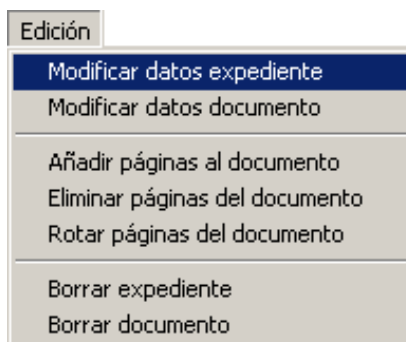 Edición
Modificar datos expediente
Modificar datos documento
Añadir páginas al documento
Eliminar páginas del documento
Rotar páginas del documento
Borrar expediente
Borrar documento